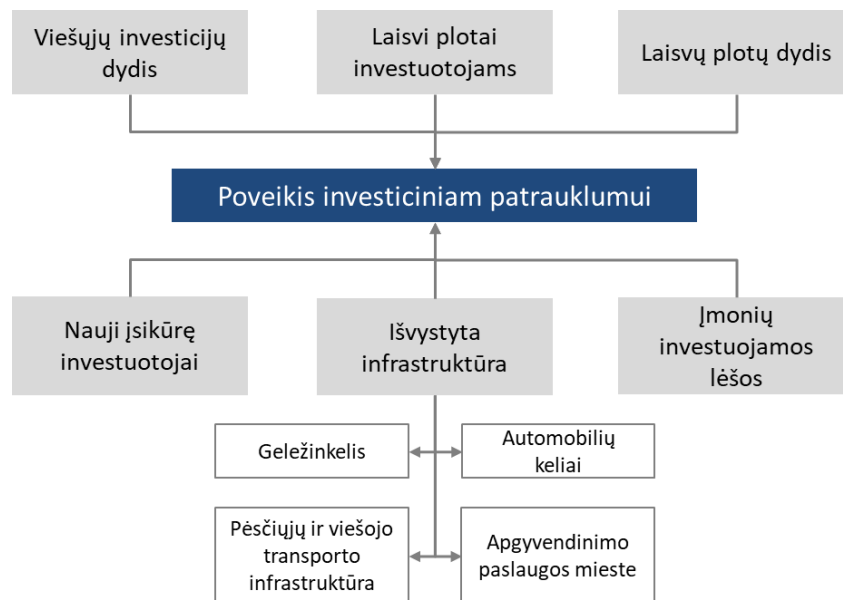 Viešųjų investicijų
dydis
Laisvi plotai
investuotojams
Laisvų plotų dydis
Poveikis investiciniam patrauklumui
Nauji įsikūrę
investuotojai
Išvystyta
infrastruktūra
Įmonių
investuojamos
lėšos
Geležinkelis
Automobilių
keliai
Pėsčiųjų ir viešojo
transporto
infrastruktūra
Apgyvendinimo
paslaugos mieste